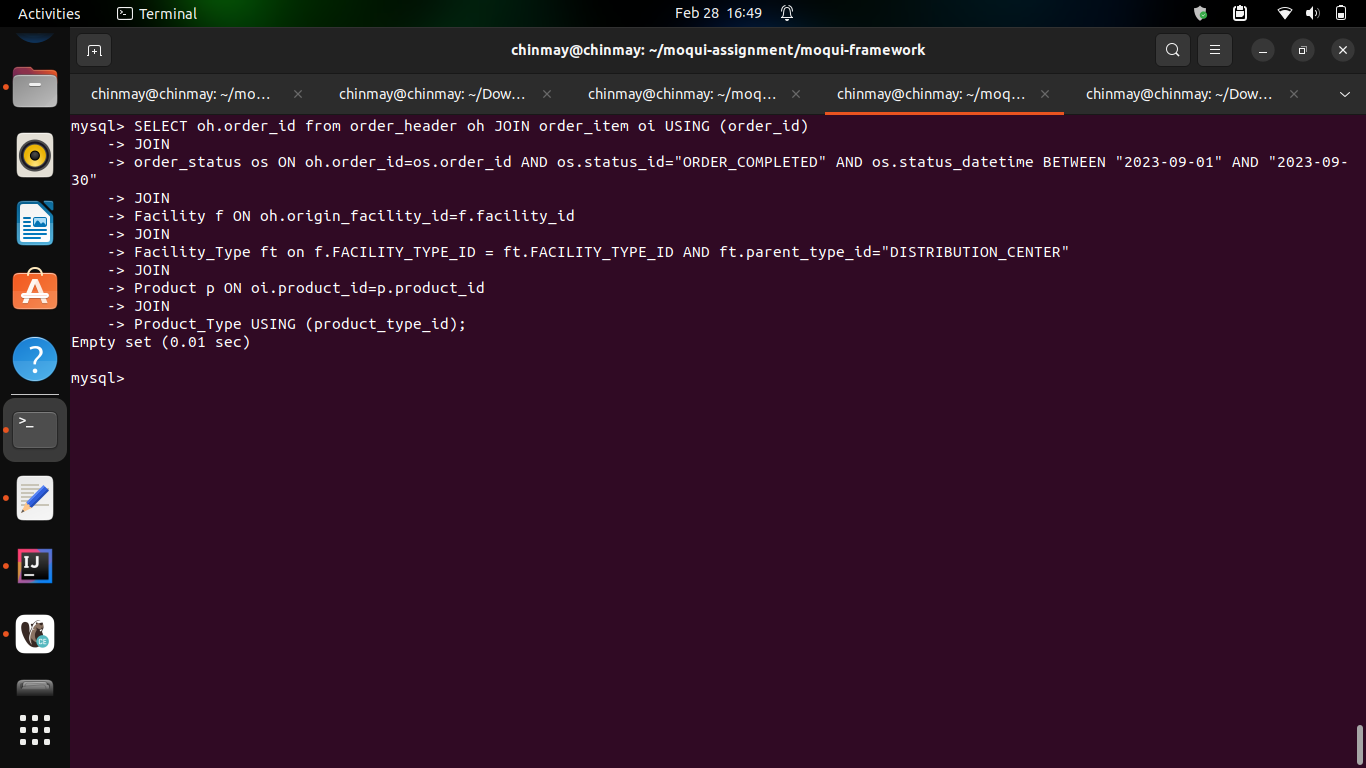 Activities
Terminal
Feb 28 16:49
chinmay@chinmay: ~/moqui-assignment/moqui-framework
chinmay@chinmay: ~/mo...
chinmay@chinmay: ~/Dow...
chinmay@chinmay: ~/moq...
chinmay@chinmay: ~/moq...
chinmay@chinmay: ~/Dow...
mysql> SELECT oh.order_id from order_header oh JOIN order_item oi USING (order_id)
    -> JOIN
    -> order_status os ON oh.order_id=os.order_id AND os.status_id="ORDER_COMPLETED" AND os.status_datetime BETWEEN "2023-09-01" AND "2023-09-
30"
    -> JOIN
    -> Facility f ON oh.origin_facility_id=f.facility_id
    -> JOIN
    -> Facility_Type ft on f.FACILITY_TYPE_ID = ft.FACILITY_TYPE_ID AND ft.parent_type_id="DISTRIBUTION_CENTER"
    -> JOIN
    -> Product p ON oi.product_id=p.product_id
    -> JOIN
    -> Product_Type USING (product_type_id);
Empty set (0.01 sec)
mysql>
>_
IJ
CE